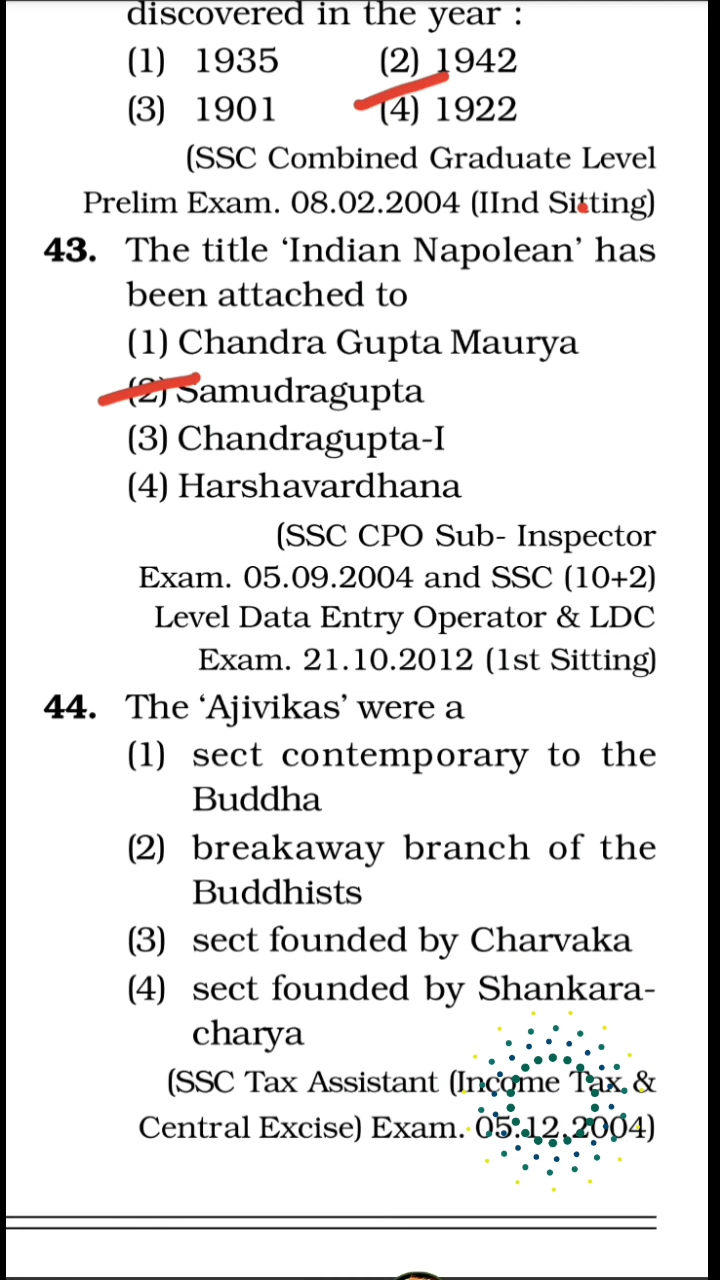 discovered in the year :
(1) 1935 (2) 1942
(3) 1901 (4) 1922
(SSC Combined Graduate Level
Prelim Exam. 08.02.2004 (IInd Sitting)
43. The title ‘Indian Napolean’ has
been attached to
(1) Chandra Gupta Maurya
(2) Samudragupta
(3) Chandragupta-I
(4) Harshavardhana
(SSC CPO Sub- Inspector
Exam. 05.09.2004 and SSC (10+2)
Level Data Entry Operator & LDC
Exam. 21.10.2012 (1st Sitting)
44. The ‘Ajivikas’ were a
(1) sect contemporary to the
Buddha
(2) breakaway branch of the
Buddhists
(3) sect founded by Charvaka
(4) sect founded by Shankara-
charya
(SSC Tax Assistant (Income Tax & 
Central Excise) Exam. 05.12.2004)